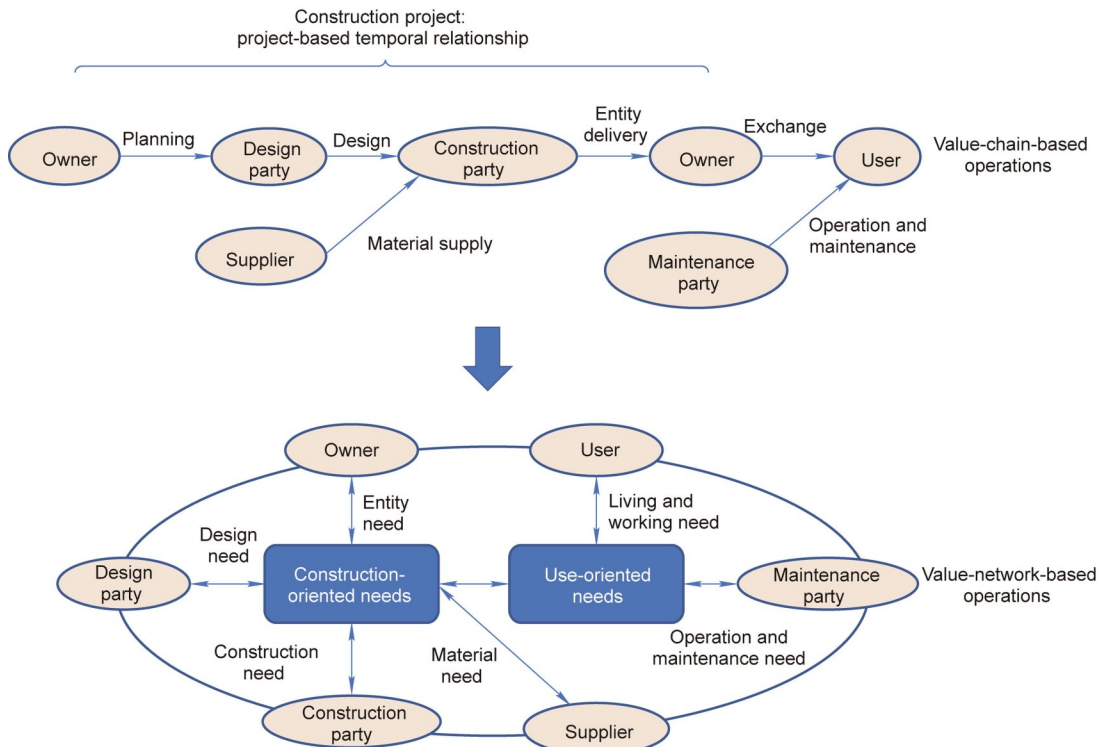 Construction project:
project-based temporal relationship
Owner
Planning
Design
party
Design
Construction
party
Entity
delivery
Owner
Exchange
User
Value-chain-based
operations
Supplier
Material supply
Maintenance
party
Operation and
maintenance
Owner
User
Entity
need
Living and
working need
Design
need
Design
party
Construction-
oriented needs
Use-oriented
needs
Maintenance
party
Value-network-based
operations
Construction
need
Material
need
Operation and
maintenance need
Construction
party
Supplier